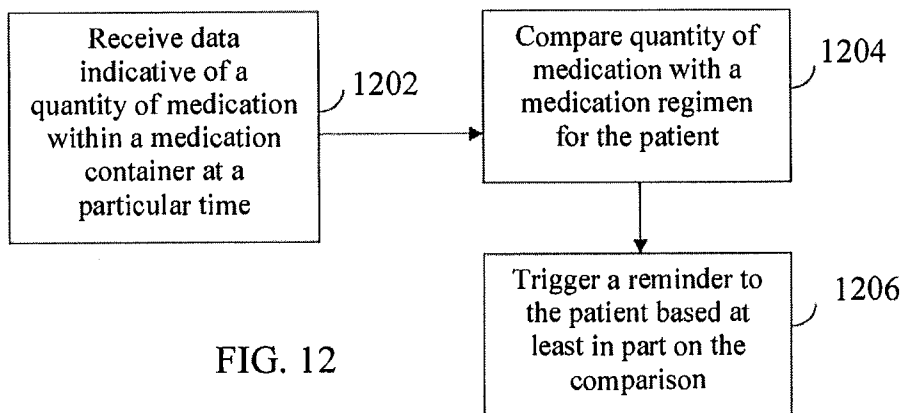 Receive data
indicative of a
quantity of medication
within a medication
container at a
particular time
1202
Compare quantity of
medication with a
medication regimen
for the patient
1204
Trigger a reminder to
the patient based at
least in part on the
comparison
1206
FIG. 12